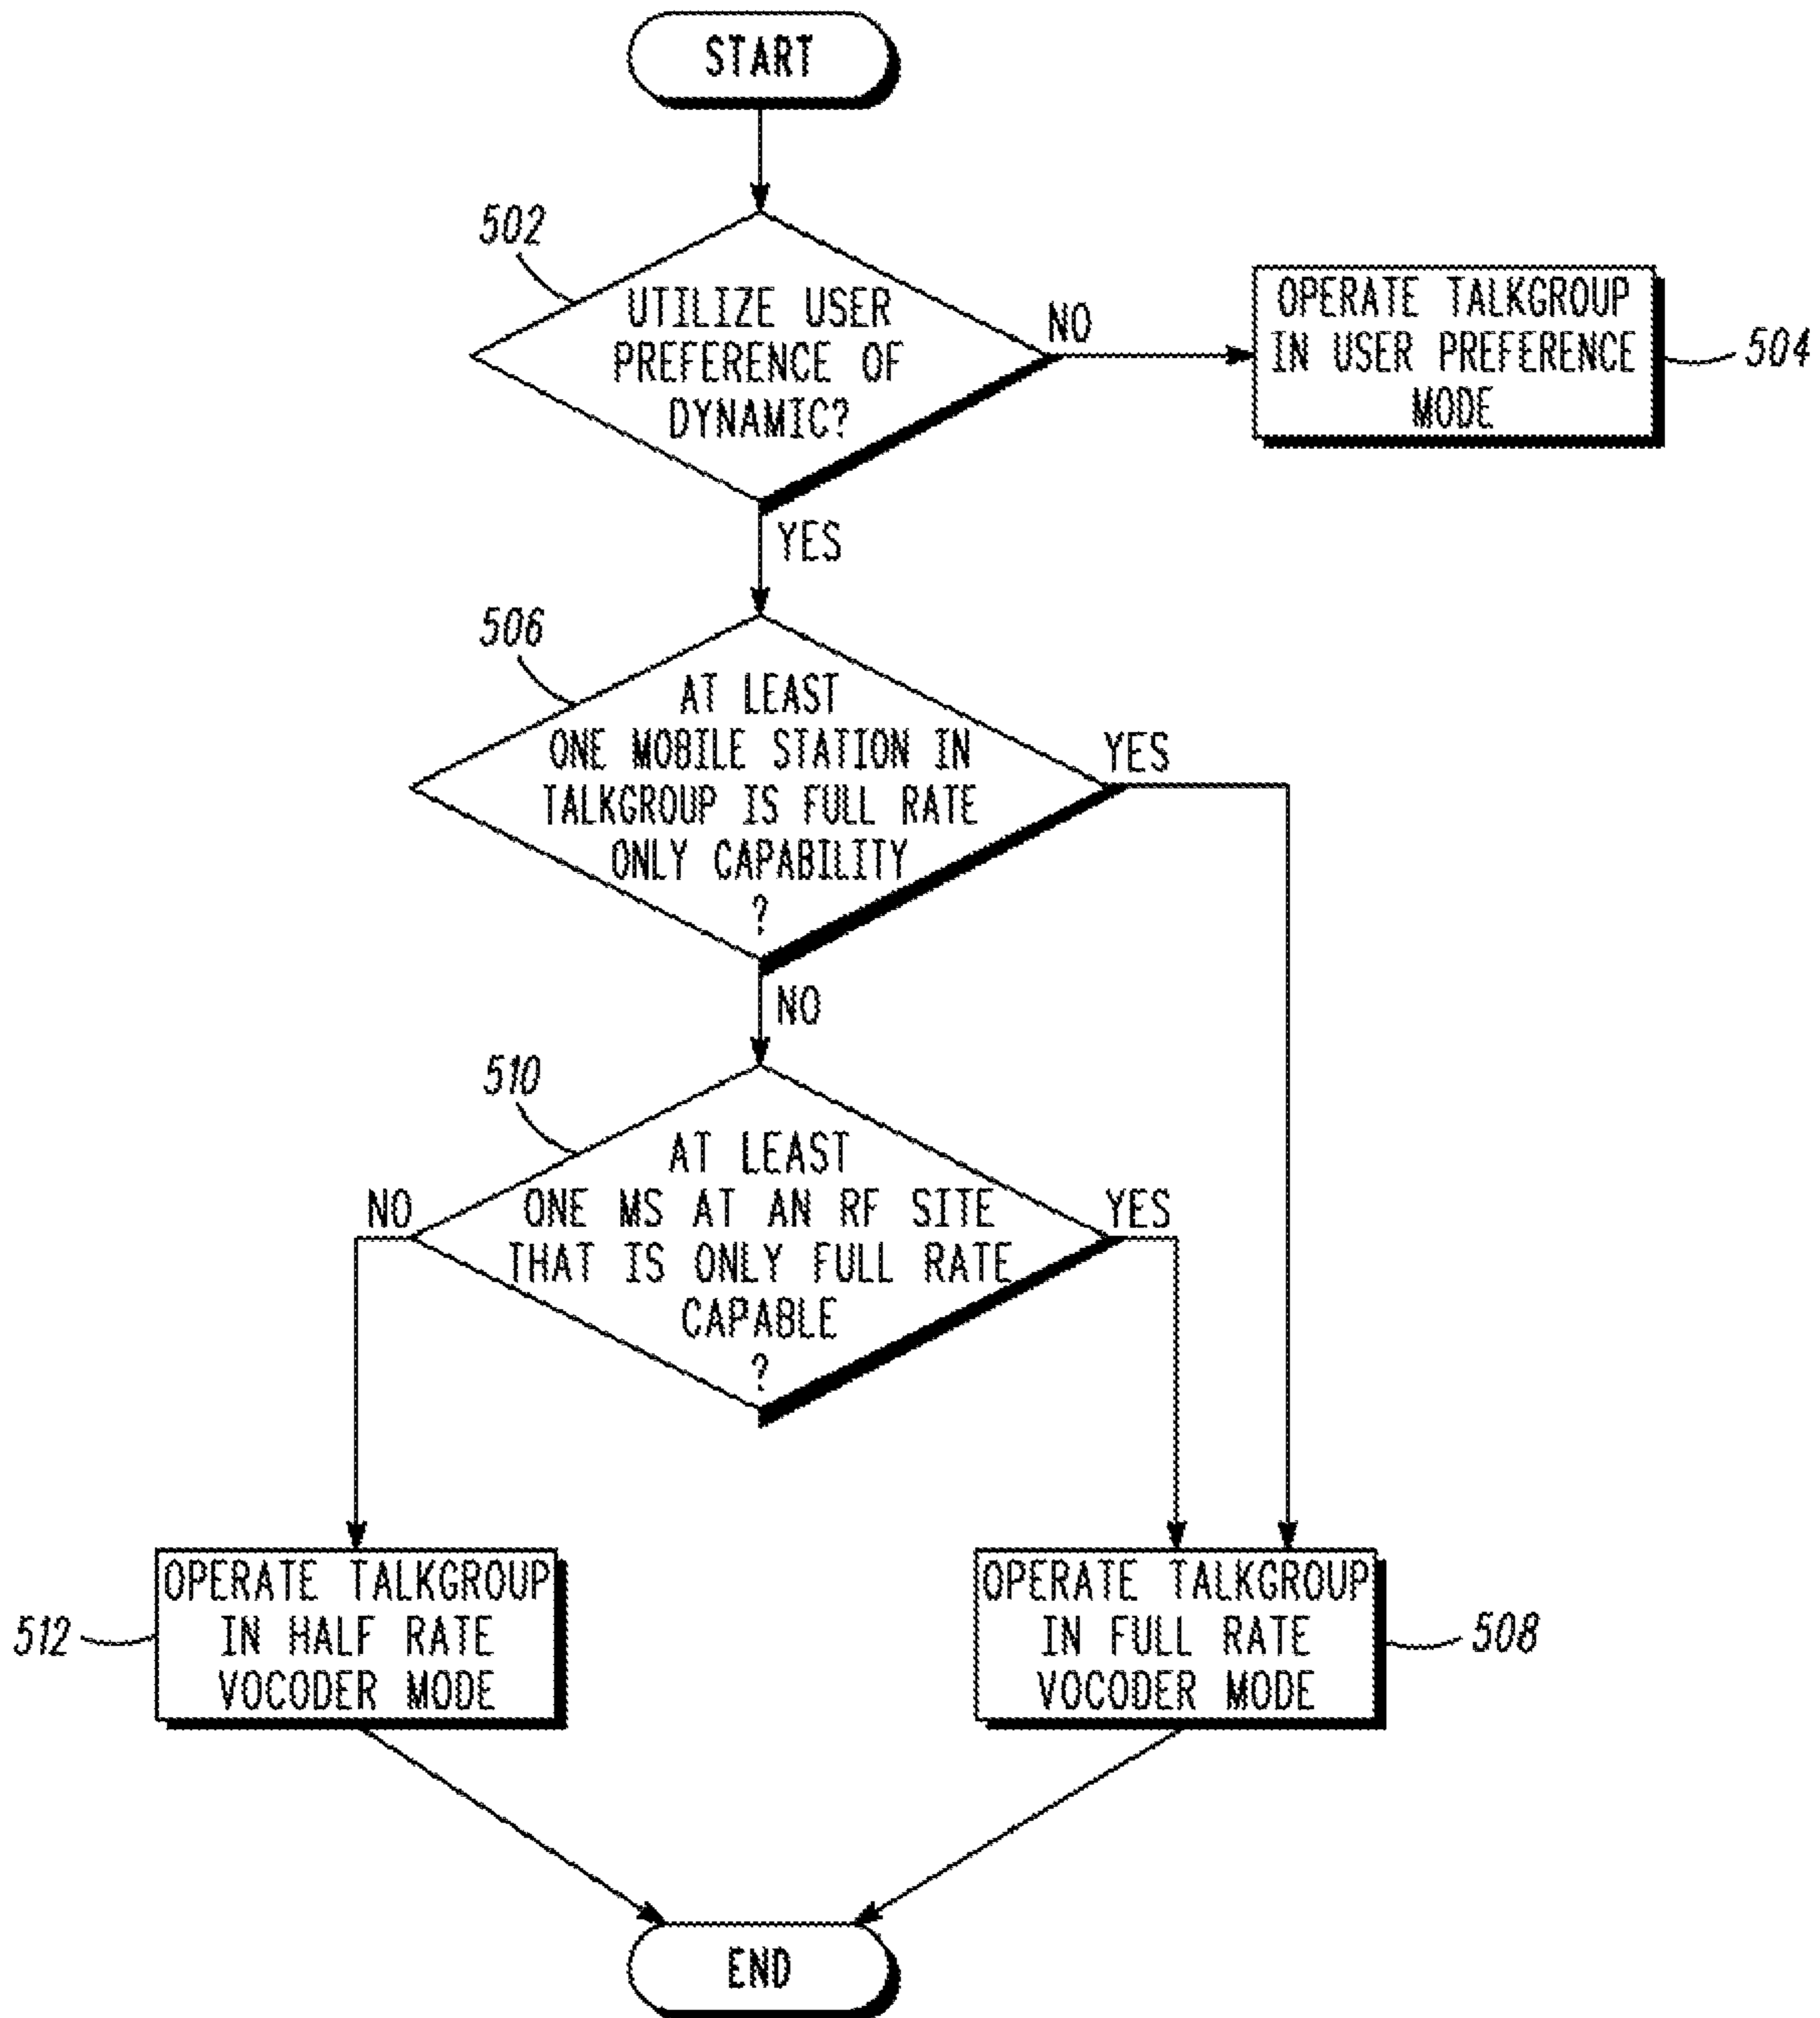 START
502
UTILIZE USER
PREFERENCE OF
DYNAMIC?
NO
OPERATE TALKGROUP
IN USER PREFERENCE
MODE
504
YES
506
AT LEAST
ONE MOBILE STATION IN
TALKGROUP IS FULL RATE
ONLY CAPABILITY
?
YES
NO
510
AT LEAST
ONE MS AT AN RF SITE
THAT IS ONLY FULL RATE
CAPABLE
?
NO
YES
512
OPERATE TALKGROUP
IN HALF RATE
VOCODER MODE
OPERATE TALKGROUP
IN FULL RATE
VOCODER MODE
508
END